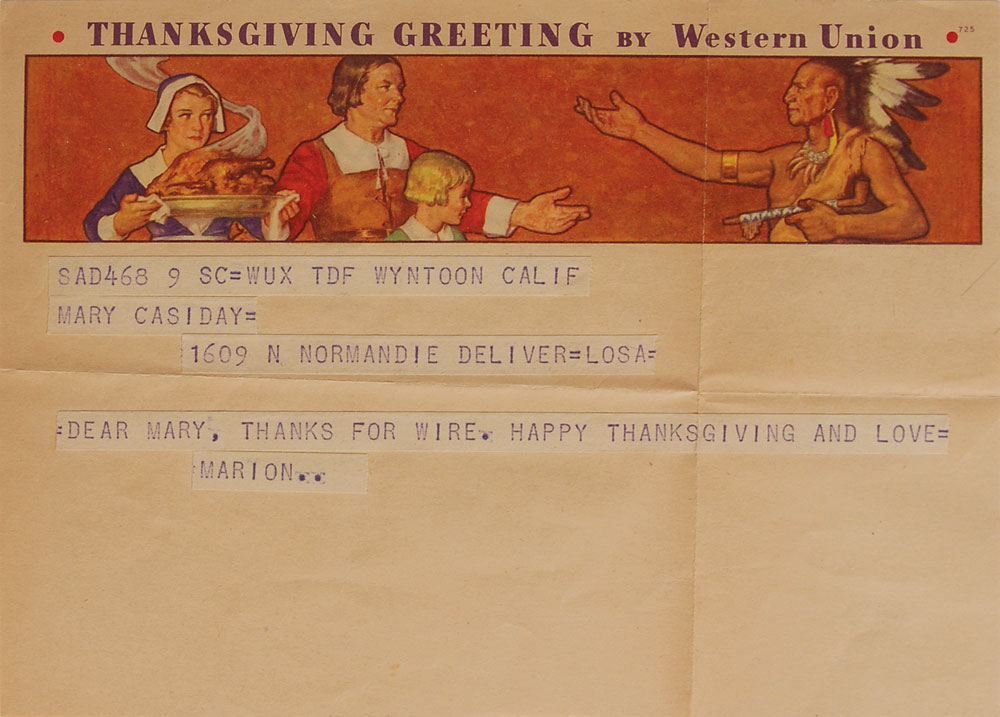 • THANKSGIVING GREETING BY Western Union •
725
SAD468 9 SC=WUX TDF WYNTOON CALIF
MARY CASIDAY=
1609 N NORMANDIE DELIVER=LOSA=
=DEAR MARY, THANKS FOR WIRE. HAPPY THANKSGIVING AND LOVE=
MARION..